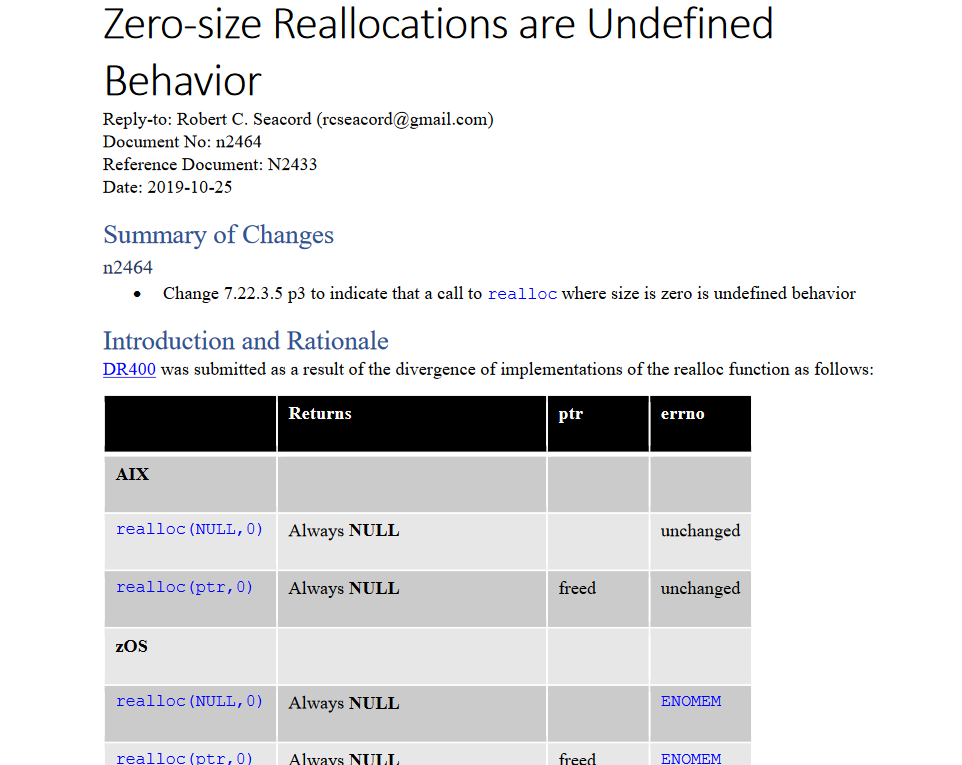 Zero-size Reallocations are Undefined
Behavior
Reply-to: Robert C. Seacord (rcseacord@gmail.com)
Document No: n2464
Reference Document: N2433
Date: 2019-10-25
Summary of Changes
n2464
• Change 7.22.3.5 p3 to indicate that a call to realloc where size is zero is undefined behavior
Introduction and Rationale
DR400 was submitted as a result of the divergence of implementations of the realloc function as follows:
Returns ptr errno
AIX
realloc(NULL,0) Always NULL unchanged
realloc(ptr,0) Always NULL freed unchanged
zOS
realloc(NULL,0) Always NULL ENOMEM
realloc(ptr,0) Always NULL freed ENOMEM